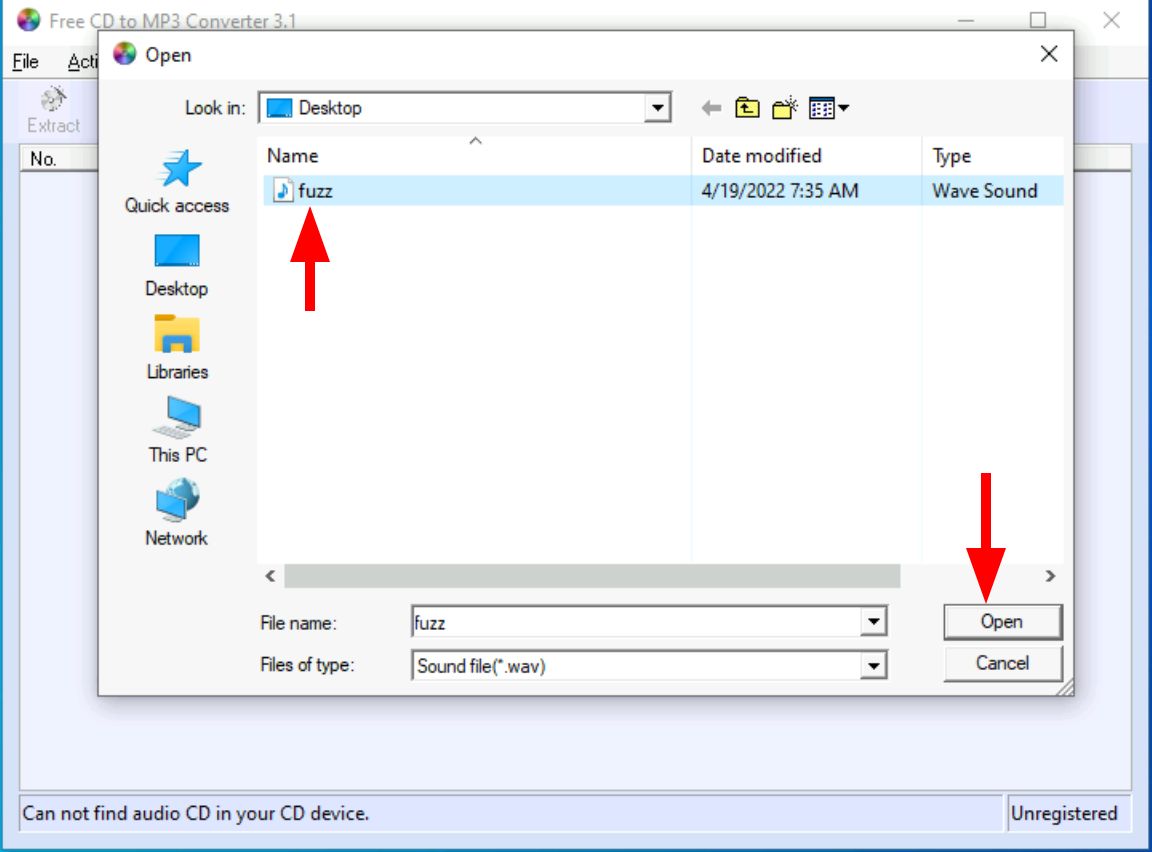 Free CD to MP3 Converter 3.1
File Acti
Extract
No.
Open
Look in: Desktop
Name Date modified Type
fuzz 4/19/2022 7:35 AM Wave Sound
Quick access
Desktop
Libraries
This PC
Network
File name: fuzz Open
Files of type: Sound file(*.wav) Cancel
Can not find audio CD in your CD device. Unregistered